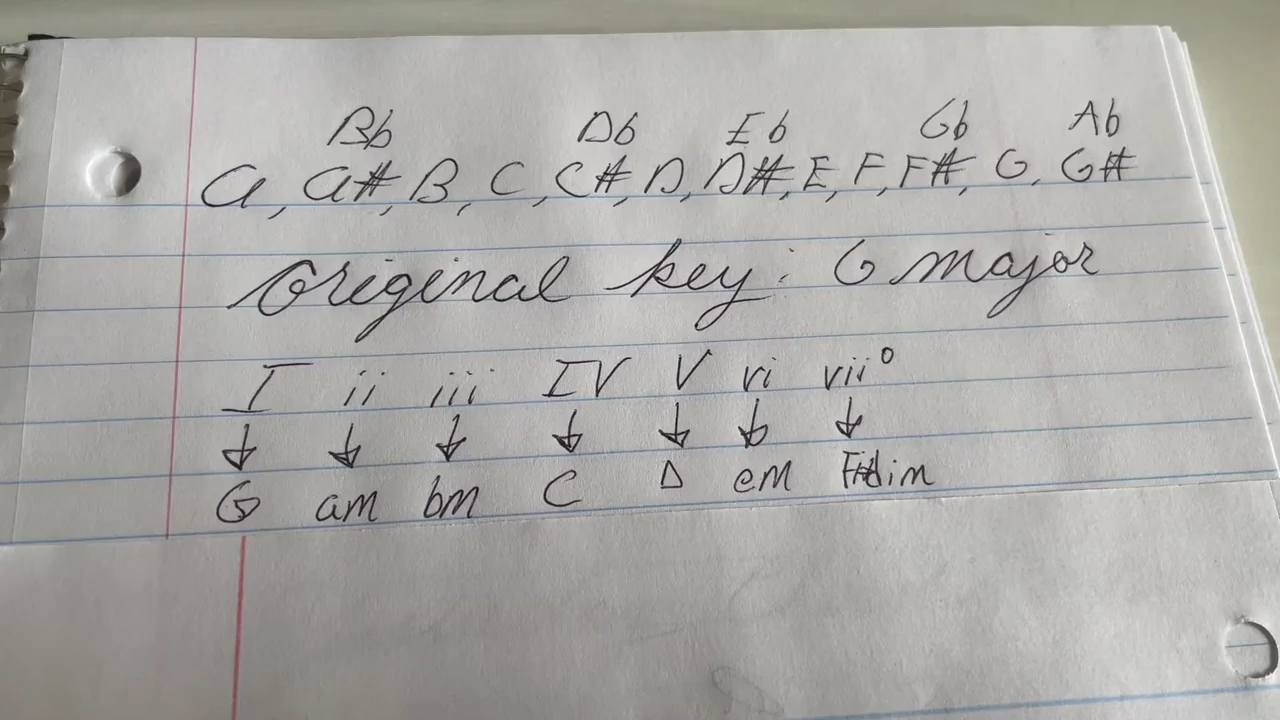 Bb Db Eb Gb Ab
A, A#, B, C, C#, D, D#, E, F, F#, G, G#
Original key: G major
I ii iii IV V vi vii°
↓ ↓ ↓ ↓ ↓ ↓ ↓
G am bm C D em F#dim